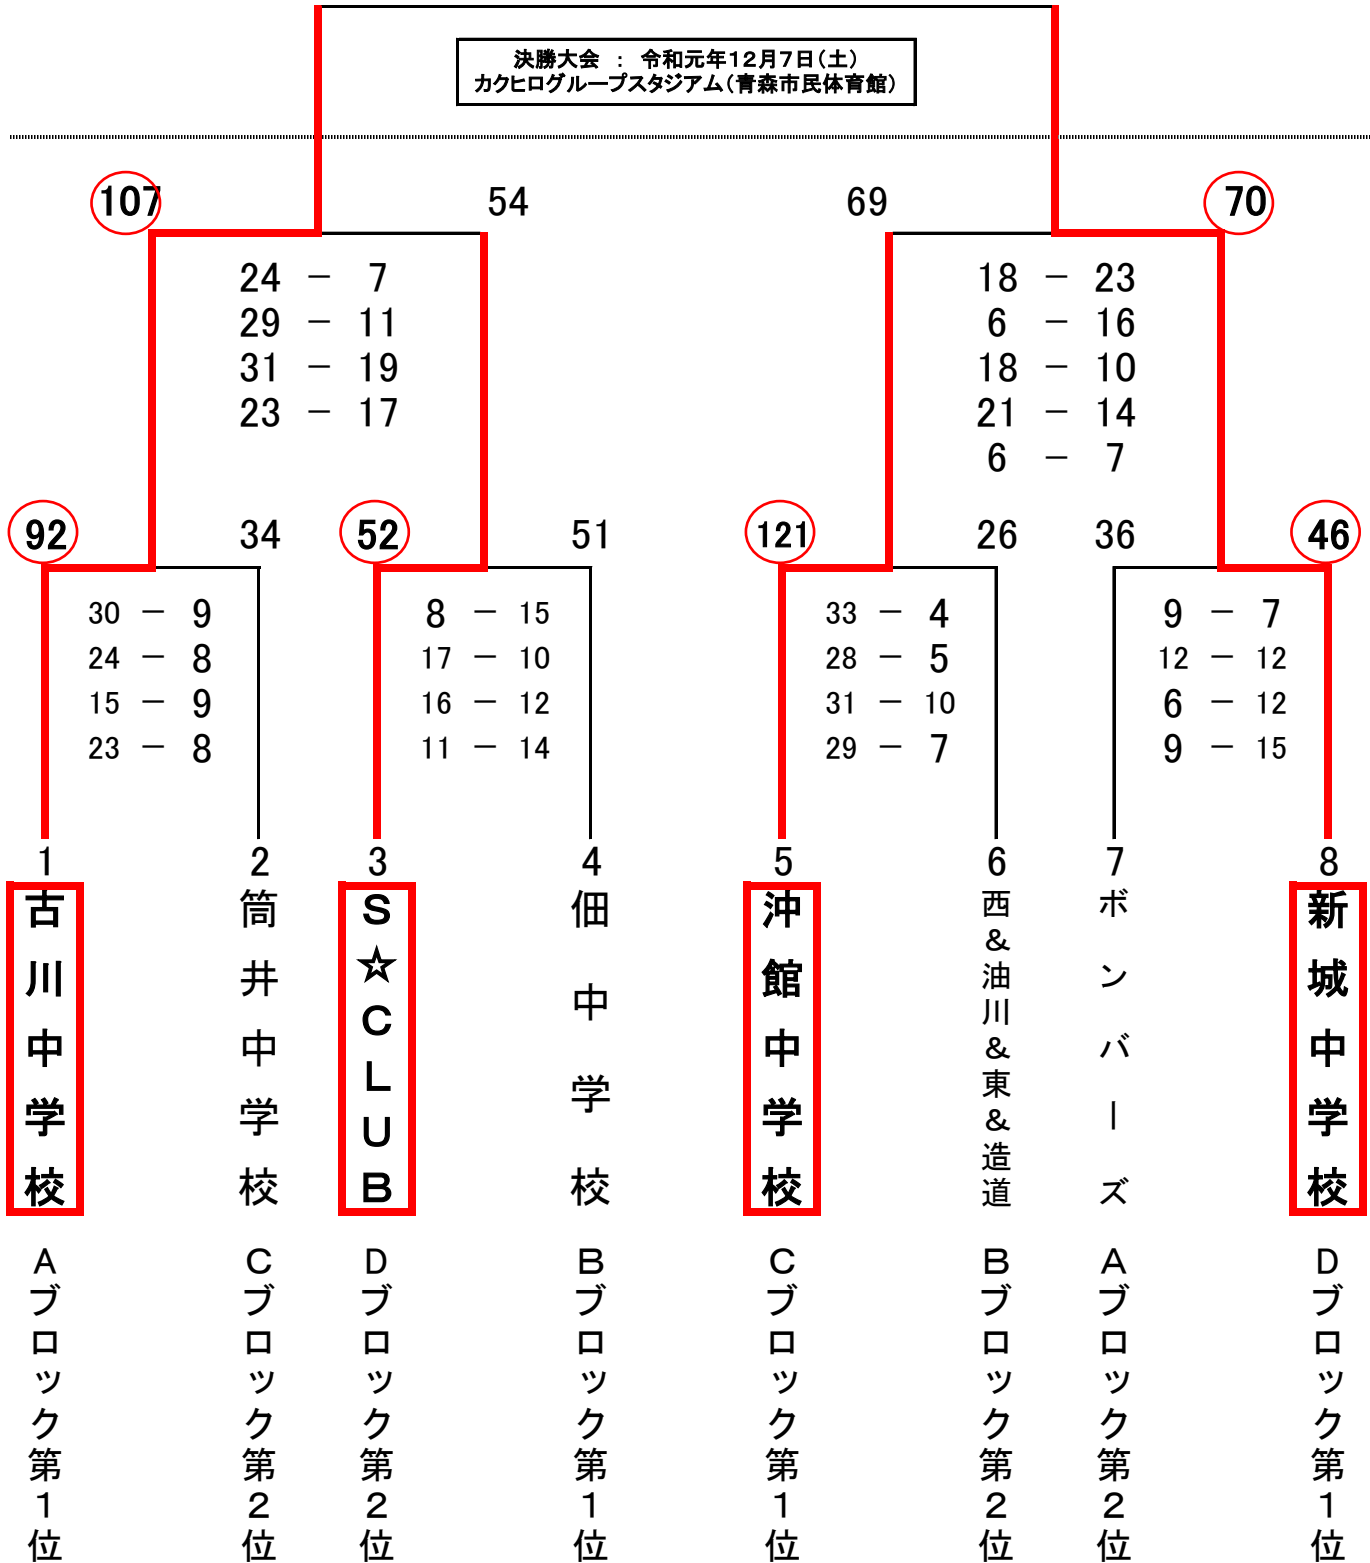 決勝大会 : 令和元年12月7日(土)
カクヒログループスタジアム(青森市民体育館)
107 54 69 70
24 － 7
29 － 11
31 － 19
23 － 17
18 － 23
6 － 16
18 － 10
21 － 14
6 － 7
92 34 52 51 121 26 36 46
30 － 9
24 － 8
15 － 9
23 － 8
8 － 15
17 － 10
16 － 12
11 － 14
33 － 4
28 － 5
31 － 10
29 － 7
9 － 7
12 － 12
6 － 12
9 － 15
1 2 3 4 5 6 7 8
古川中学校
筒井中学校
S☆CLUB
佃中学校
沖館中学校
西&油川&東&造道
ボンバーズ
新城中学校
Aブロック第1位
Cブロック第2位
Dブロック第2位
Bブロック第1位
Cブロック第1位
Bブロック第2位
Aブロック第2位
Dブロック第1位